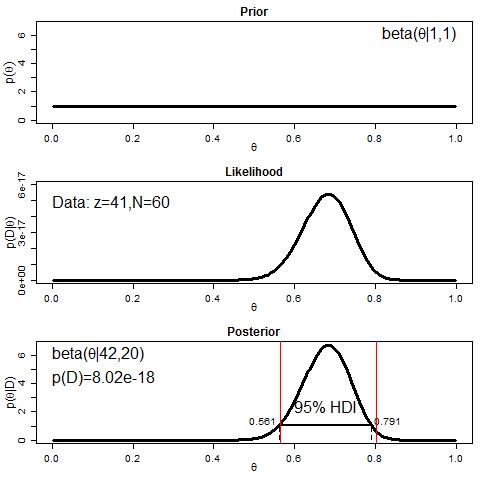 Prior
beta(θ|1,1)
p(θ)
0 2 4 6
0.0 0.2 0.4 0.6 0.8 1.0
θ
Likelihood
Data: z=41,N=60
p(D|θ)
0e+00 3e-17 6e-17
0.0 0.2 0.4 0.6 0.8 1.0
θ
Posterior
beta(θ|42,20)
p(D)=8.02e-18
95% HDI
0.561 0.791
p(θ|D)
0 2 4 6
0.0 0.2 0.4 0.6 0.8 1.0
θ